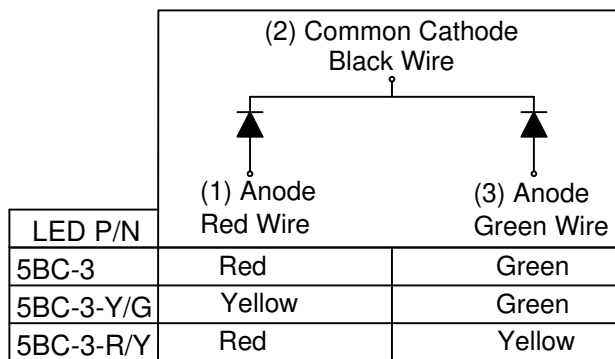 (2) Common Cathode
Black Wire
(1) Anode
Red Wire
(3) Anode
Green Wire
LED P/N
5BC-3 Red Green
5BC-3-Y/G Yellow Green
5BC-3-R/Y Red Yellow